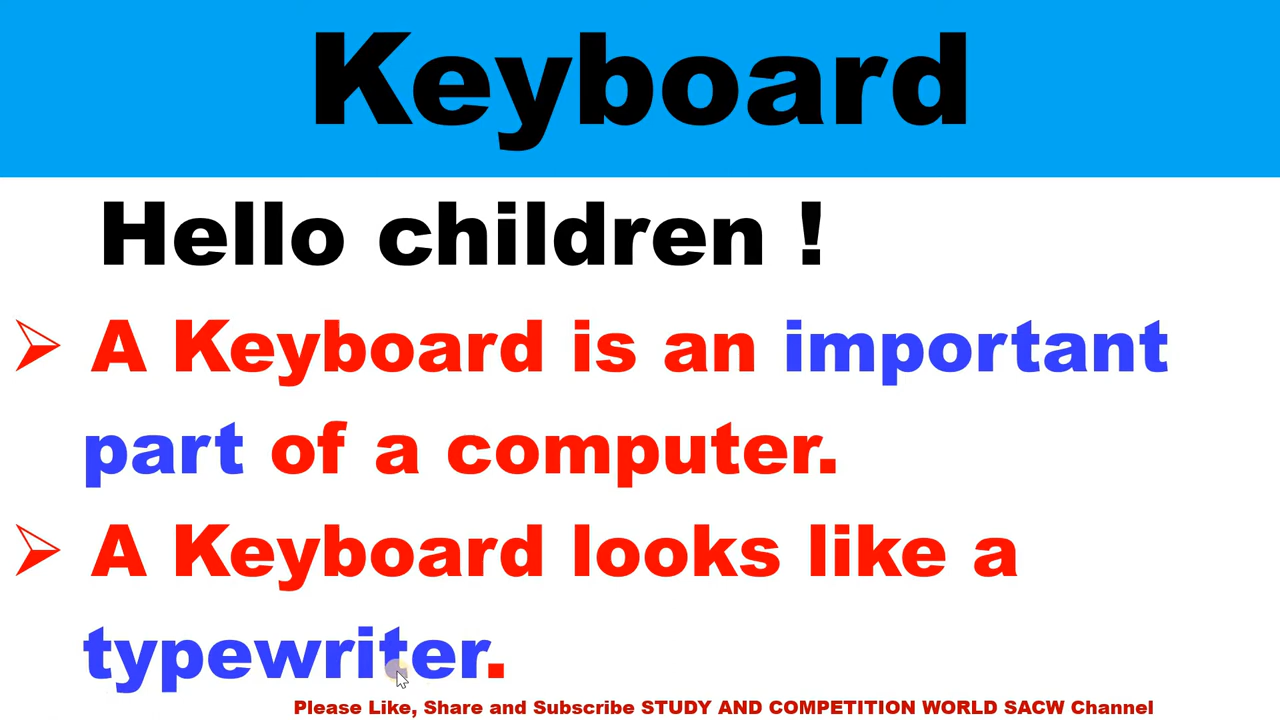 Keyboard
Hello children !
➢ A Keyboard is an important
part of a computer.
➢ A Keyboard looks like a
typewriter.
Please Like, Share and Subscribe STUDY AND COMPETITION WORLD SACW Channel